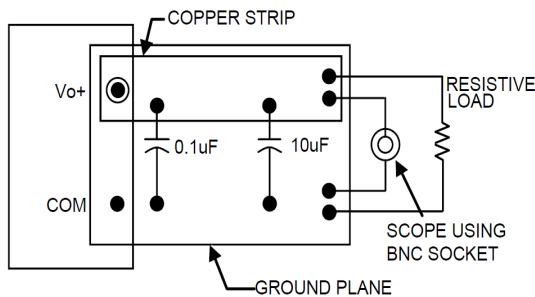 COPPER STRIP
Vo+
RESISTIVE
LOAD
0.1uF
10uF
COM
SCOPE USING
BNC SOCKET
GROUND PLANE